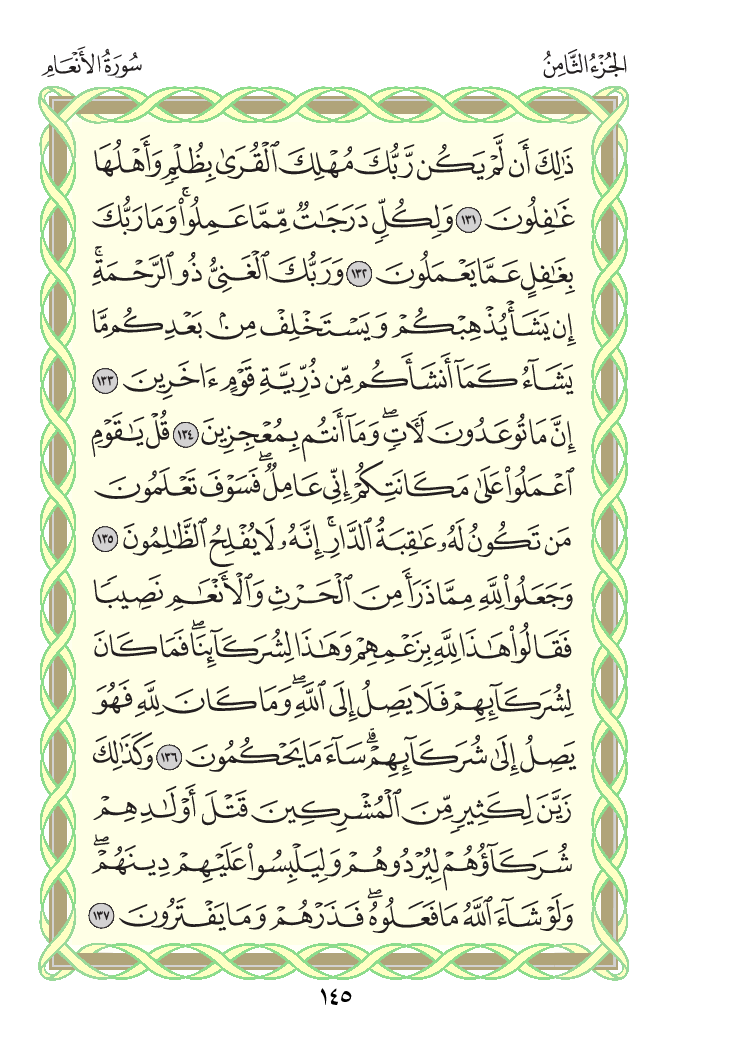 الجُزْءُ الثَّامِنُ
سُورَةُ الأَنْعَامِ
ذَٰلِكَ أَن لَّمْ يَكُن رَّبُّكَ مُهْلِكَ ٱلْقُرَىٰ بِظُلْمٍ وَأَهْلُهَا
غَٰفِلُونَ ١٣١ وَلِكُلٍّ دَرَجَٰتٌ مِّمَّا عَمِلُوا۟ۚ وَمَا رَبُّكَ
بِغَٰفِلٍ عَمَّا يَعْمَلُونَ ١٣٢ وَرَبُّكَ ٱلْغَنِىُّ ذُو ٱلرَّحْمَةِۚ
إِن يَشَأْ يُذْهِبْكُمْ وَيَسْتَخْلِفْ مِنۢ بَعْدِكُم مَّا
يَشَآءُ كَمَآ أَنشَأَكُم مِّن ذُرِّيَّةِ قَوْمٍ ءَاخَرِينَ ١٣٣
إِنَّ مَا تُوعَدُونَ لَءَاتٍۖ وَمَآ أَنتُم بِمُعْجِزِينَ ١٣٤ قُلْ يَٰقَوْمِ
ٱعْمَلُوا۟ عَلَىٰ مَكَانَتِكُمْ إِنِّى عَامِلٌۖ فَسَوْفَ تَعْلَمُونَ
مَن تَكُونُ لَهُۥ عَٰقِبَةُ ٱلدَّارِۚ إِنَّهُۥ لَا يُفْلِحُ ٱلظَّٰلِمُونَ ١٣٥
وَجَعَلُوا۟ لِلَّهِ مِمَّا ذَرَأَ مِنَ ٱلْحَرْثِ وَٱلْأَنْعَٰمِ نَصِيبًا
فَقَالُوا۟ هَٰذَا لِلَّهِ بِزَعْمِهِمْ وَهَٰذَا لِشُرَكَآئِنَاۖ فَمَا كَانَ
لِشُرَكَآئِهِمْ فَلَا يَصِلُ إِلَى ٱللَّهِۖ وَمَا كَانَ لِلَّهِ فَهُوَ
يَصِلُ إِلَىٰ شُرَكَآئِهِمْۗ سَآءَ مَا يَحْكُمُونَ ١٣٦ وَكَذَٰلِكَ
زَيَّنَ لِكَثِيرٍ مِّنَ ٱلْمُشْرِكِينَ قَتْلَ أَوْلَٰدِهِمْ
شُرَكَآؤُهُمْ لِيُرْدُوهُمْ وَلِيَلْبِسُوا۟ عَلَيْهِمْ دِينَهُمْۖ
وَلَوْ شَآءَ ٱللَّهُ مَا فَعَلُوهُۖ فَذَرْهُمْ وَمَا يَفْتَرُونَ ١٣٧
١٤٥